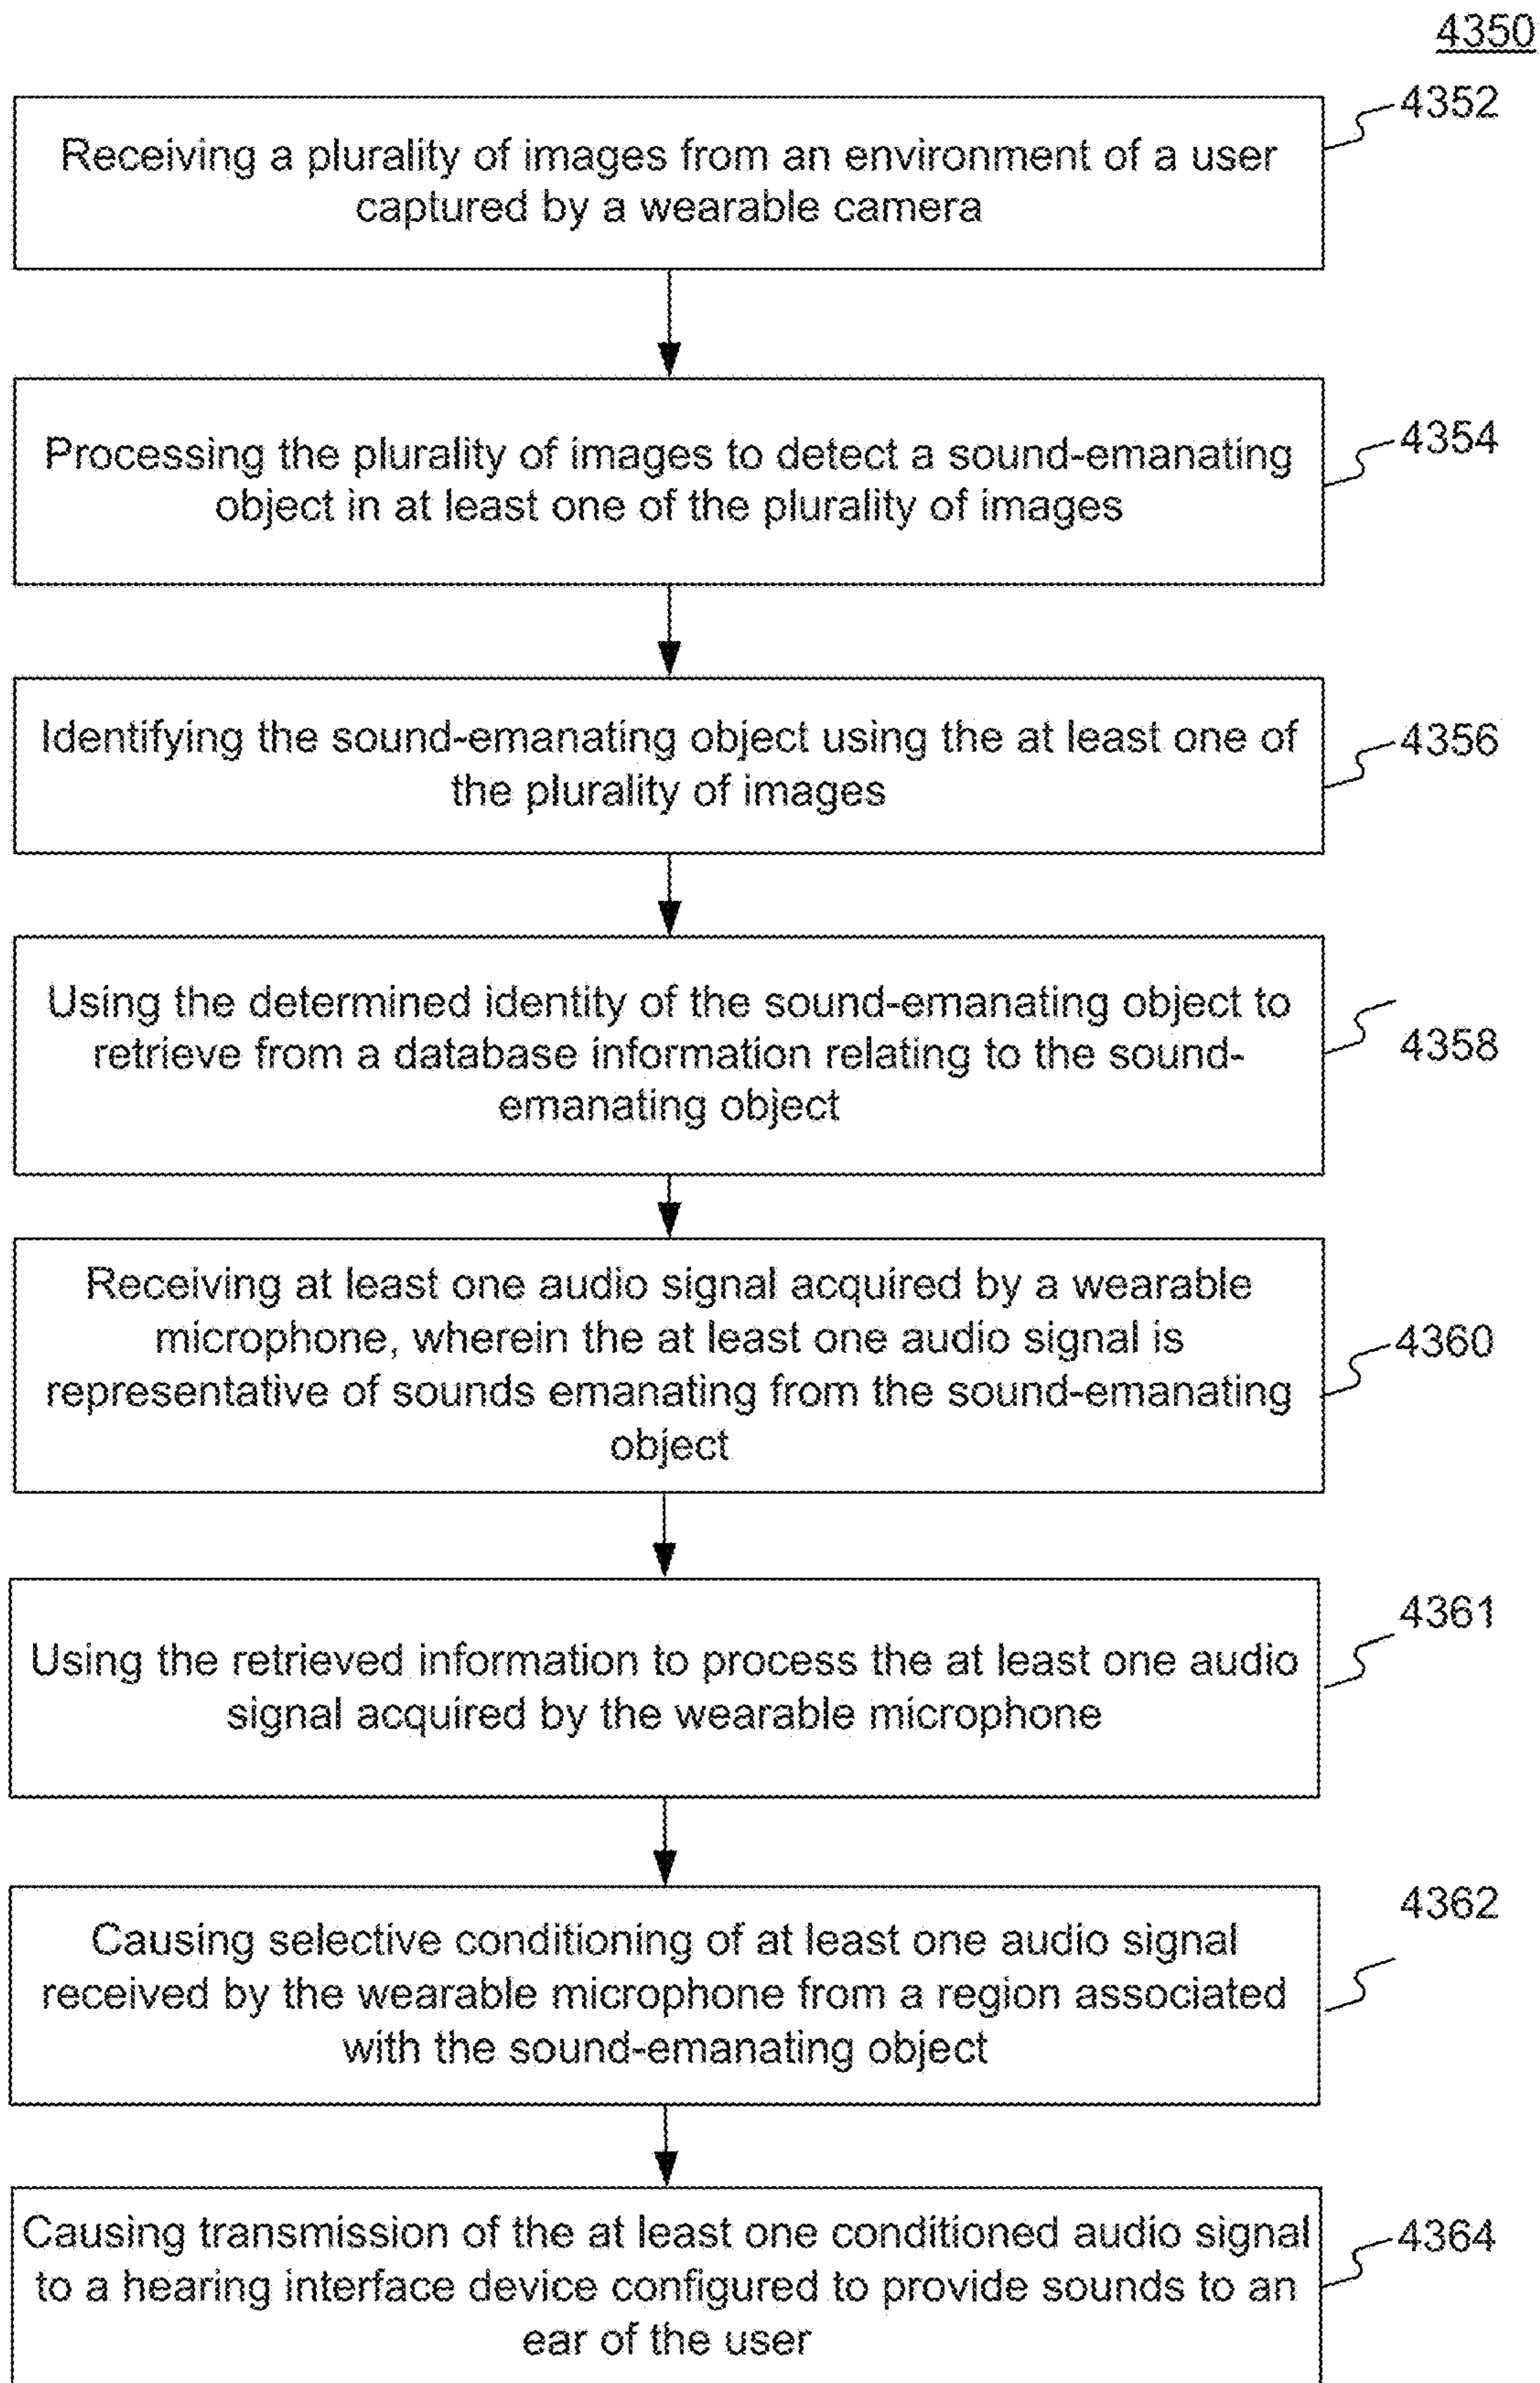 4350
4352
Receiving a plurality of images from an environment of a user
captured by a wearable camera
4354
Processing the plurality of images to detect a sound-emanating
object in at least one of the plurality of images
4356
Identifying the sound-emanating object using the at least one of
the plurality of images
Using the determined identity of the sound-emanating object to
retrieve from a database information relating to the sound-
emanating object
4358
Receiving at least one audio signal acquired by a wearable
microphone, wherein the at least one audio signal is
representative of sounds emanating from the sound-emanating
object
4360
4361
Using the retrieved information to process the at least one audio
signal acquired by the wearable microphone
4362
Causing selective conditioning of at least one audio signal
received by the wearable microphone from a region associated
with the sound-emanating object
Causing transmission of the at least one conditioned audio signal
to a hearing interface device configured to provide sounds to an
ear of the user
4364